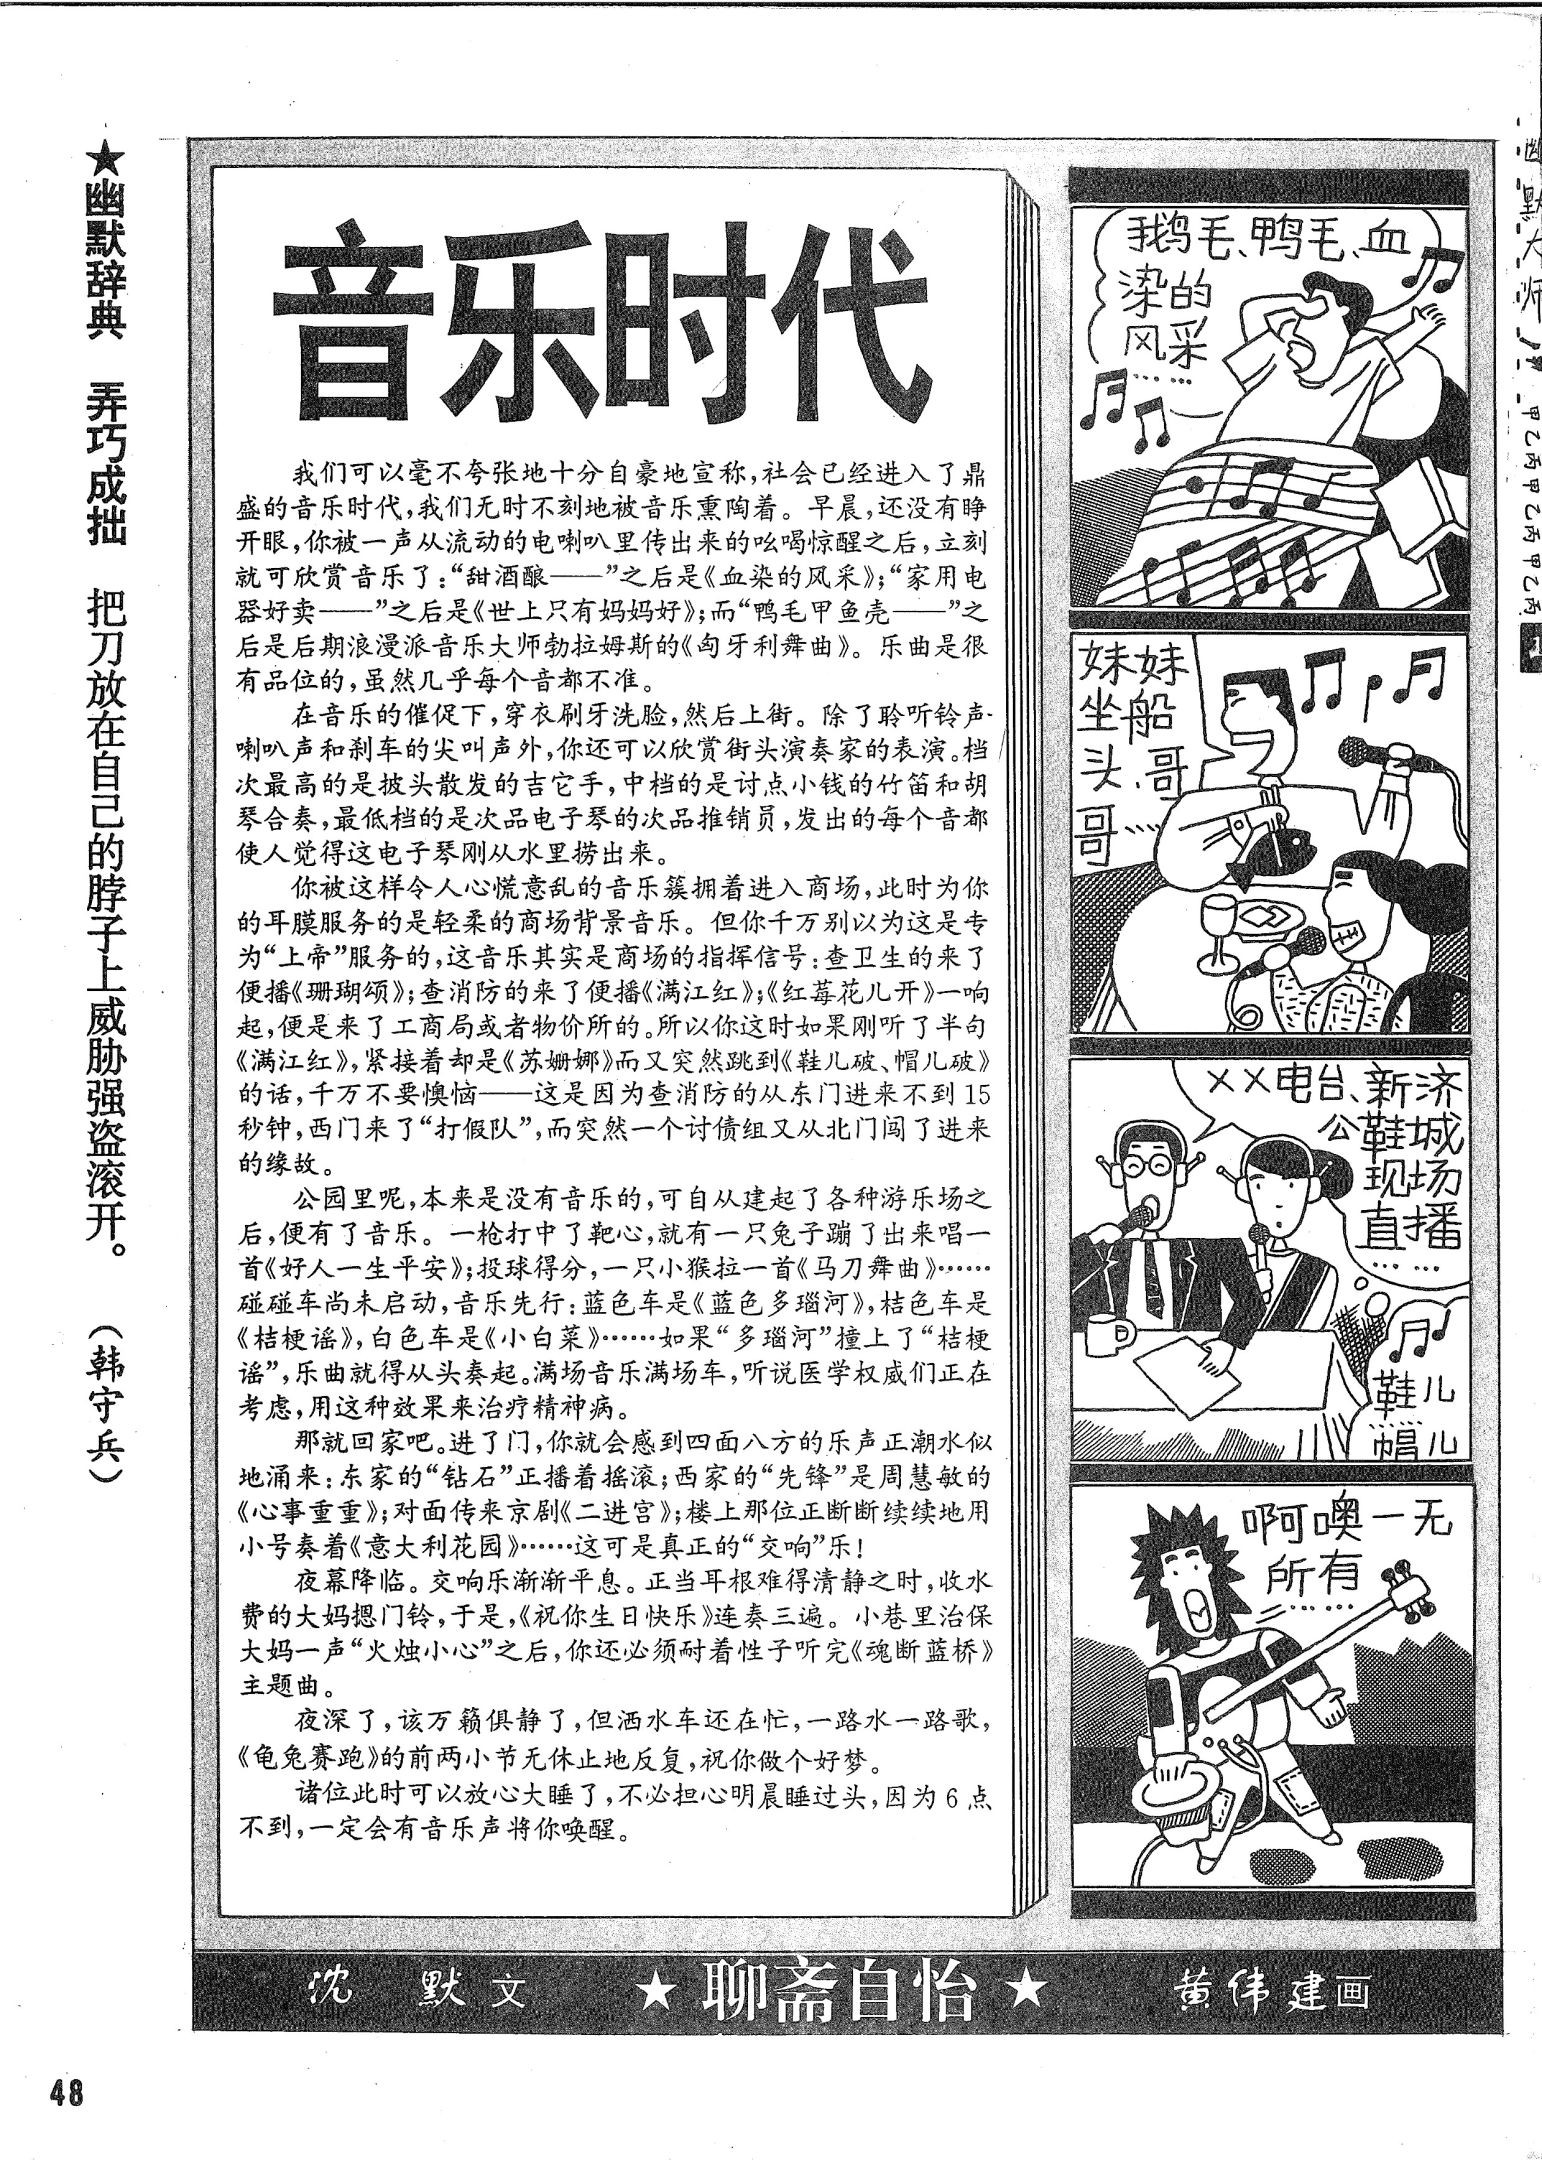 ★幽默辞典 弄巧成拙 把刀放在自己的脖子上威胁强盗滚开。（韩守兵）
音乐时代
我们可以毫不夸张地十分自豪地宣称，社会已经进入了鼎
盛的音乐时代，我们无时不刻地被音乐熏陶着。早晨，还没有睁
开眼，你被一声从流动的电喇叭里传出来的吆喝惊醒之后，立刻
就可欣赏音乐了：“甜酒酿——”之后是《血染的风采》；“家用电
器好卖——”之后是《世上只有妈妈好》；而“鸭毛甲鱼壳——”之
后是后期浪漫派音乐大师勃拉姆斯的《匈牙利舞曲》。乐曲是很
有品位的，虽然几乎每个音都不准。
在音乐的催促下，穿衣刷牙洗脸，然后上街。除了聆听铃声·
喇叭声和刹车的尖叫声外，你还可以欣赏街头演奏家的表演。档
次最高的是披头散发的吉它手，中档的是讨点小钱的竹笛和胡
琴合奏，最低档的是次品电子琴的次品推销员，发出的每个音都
使人觉得这电子琴刚从水里捞出来。
你被这样令人心慌意乱的音乐簇拥着进入商场，此时为你
的耳膜服务的是轻柔的商场背景音乐。但你千万别以为这是专
为“上帝”服务的，这音乐其实是商场的指挥信号：查卫生的来了
便播《珊瑚颂》；查消防的来了便播《满江红》；《红莓花儿开》一响
起，便是来了工商局或者物价所的。所以你这时如果刚听了半句
《满江红》，紧接着却是《苏姗娜》而又突然跳到《鞋儿破、帽儿破》
的话，千万不要懊恼——这是因为查消防的从东门进来不到15
秒钟，西门来了“打假队”，而突然一个讨债组又从北门闯了进来
的缘故。
公园里呢，本来是没有音乐的，可自从建起了各种游乐场之
后，便有了音乐。一枪打中了靶心，就有一只兔子蹦了出来唱一
首《好人一生平安》；投球得分，一只小猴拉一首《马刀舞曲》……
碰碰车尚未启动，音乐先行：蓝色车是《蓝色多瑙河》，桔色车是
《桔梗谣》，白色车是《小白菜》……如果“多瑙河”撞上了“桔梗
谣”，乐曲就得从头奏起。满场音乐满场车，听说医学权威们正在
考虑，用这种效果来治疗精神病。
那就回家吧。进了门，你就会感到四面八方的乐声正潮水似
地涌来：东家的“钻石”正播着摇滚；西家的“先锋”是周慧敏的
《心事重重》；对面传来京剧《二进宫》；楼上那位正断断续续地用
小号奏着《意大利花园》……这可是真正的“交响”乐！
夜幕降临。交响乐渐渐平息。正当耳根难得清静之时，收水
费的大妈摁门铃，于是，《祝你生日快乐》连奏三遍。小巷里治保
大妈一声“火烛小心”之后，你还必须耐着性子听完《魂断蓝桥》
主题曲。
夜深了，该万籁俱静了，但洒水车还在忙，一路水一路歌，
《龟兔赛跑》的前两小节无休止地反复，祝你做个好梦。
诸位此时可以放心大睡了，不必担心明晨睡过头，因为6点
不到，一定会有音乐声将你唤醒。
我鹅毛、鸭毛、血
染的
风采
……
妹妹
坐船
头、哥
哥……
××电台、新济
公鞋城
现场
直播
……
鞋儿
……
帽儿
啊噢一无
所有
……
沈默文 ★聊斋自怡★ 黄伟建画
48
幽
默
大
师
甲乙丙甲乙丙甲乙丙